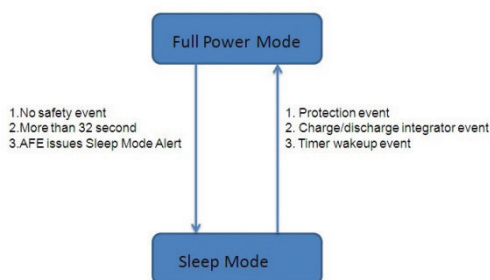 Full Power Mode
1.No safety event
2.More than 32 second
3.AFE issues Sleep Mode Alert
1. Protection event
2. Charge/discharge integrator event
3. Timer wakeup event
Sleep Mode